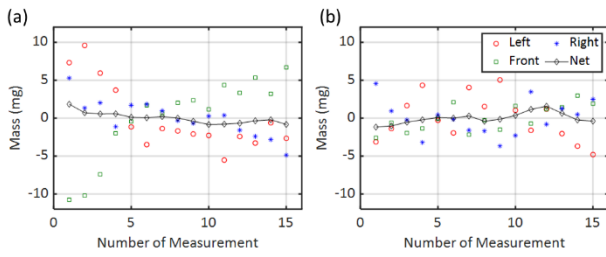 (a)
Mass (mg)
10
5
0
-5
-10
0 5 10 15
Number of Measurement
(b)
Left Right
Front Net
Mass (mg)
10
5
0
-5
-10
0 5 10 15
Number of Measurement